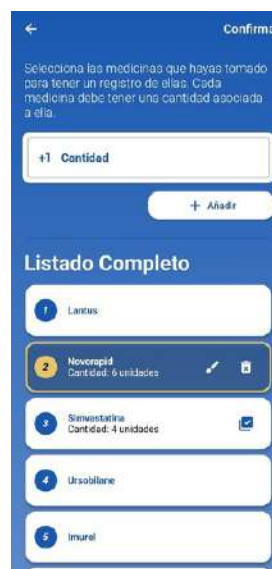 Confirma
Selecciona las medicinas que hayas tomado
para tener un registro de ellas. Cada
medicina debe tener una cantidad asociada
a ella.
+1 Cantidad
+ Añadir
Listado Completo
1 Lantus
2 Novorapid
Cantidad: 6 unidades
3 Simvastatina
Cantidad: 4 unidades
4 Ursobilane
5 Imurel